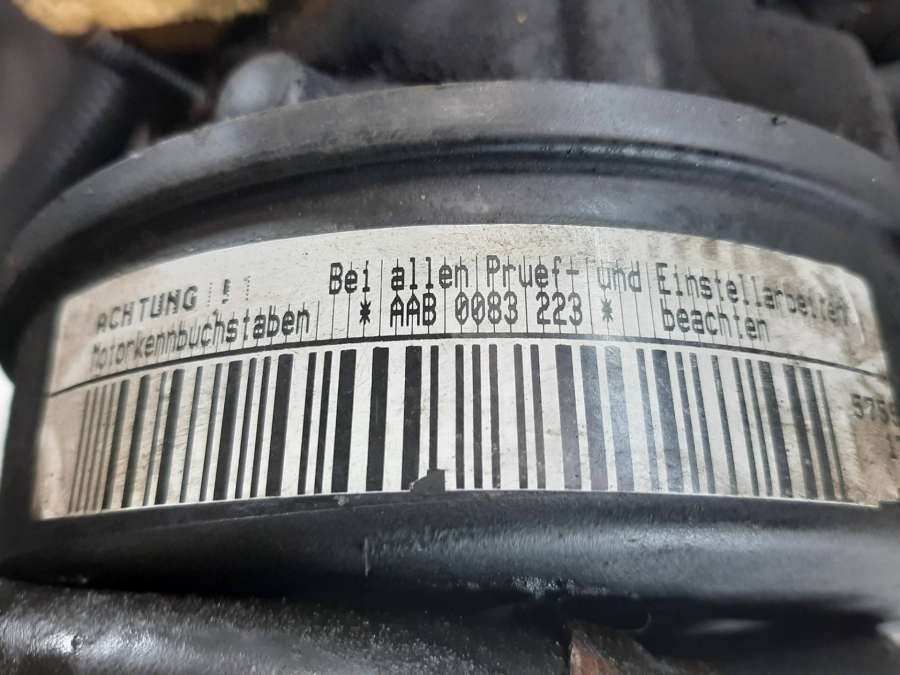 ACHTUNG !!! Bei allen Pruef- und Einstellarbeiten
Motorkennbuchstaben * AAB 0083 223 * beachten